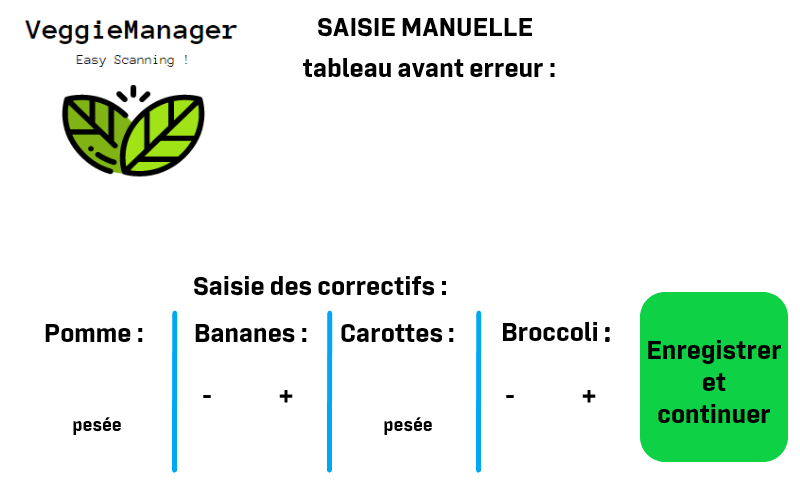 VeggieManager
Easy Scanning !
SAISIE MANUELLE
tableau avant erreur :
Saisie des correctifs :
Pomme :
pesée
Bananes :
- +
Carottes :
pesée
Broccoli :
- +
Enregistrer
et
continuer